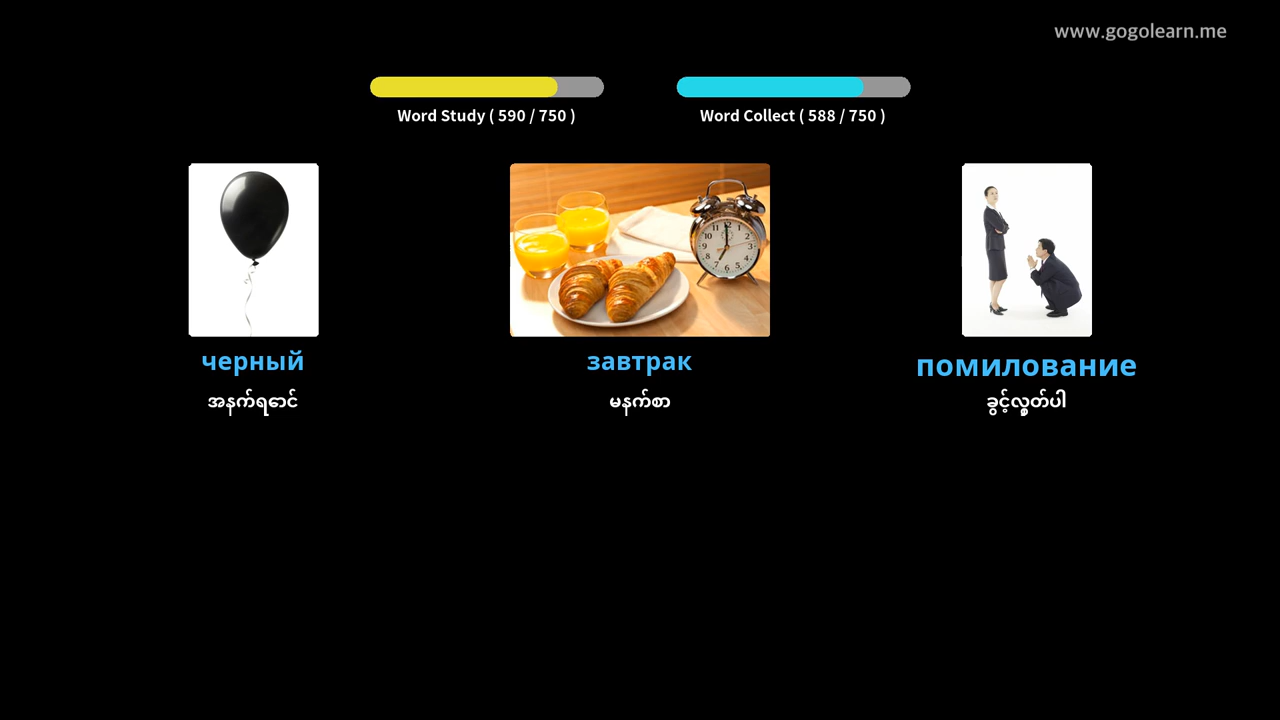 www.gogolearn.me
Word Study ( 590 / 750 )
Word Collect ( 588 / 750 )
черный
завтрак
помилование
အနက်ရောင်
မနက်စာ
ခွင့်လွှတ်ပါ